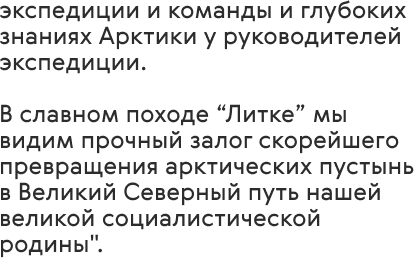 экспедиции и команды и глубоких
знаниях Арктики у руководителей
экспедиции.

В славном походе “Литке” мы
видим прочный залог скорейшего
превращения арктических пустынь
в Великий Северный путь нашей
великой социалистической
родины".